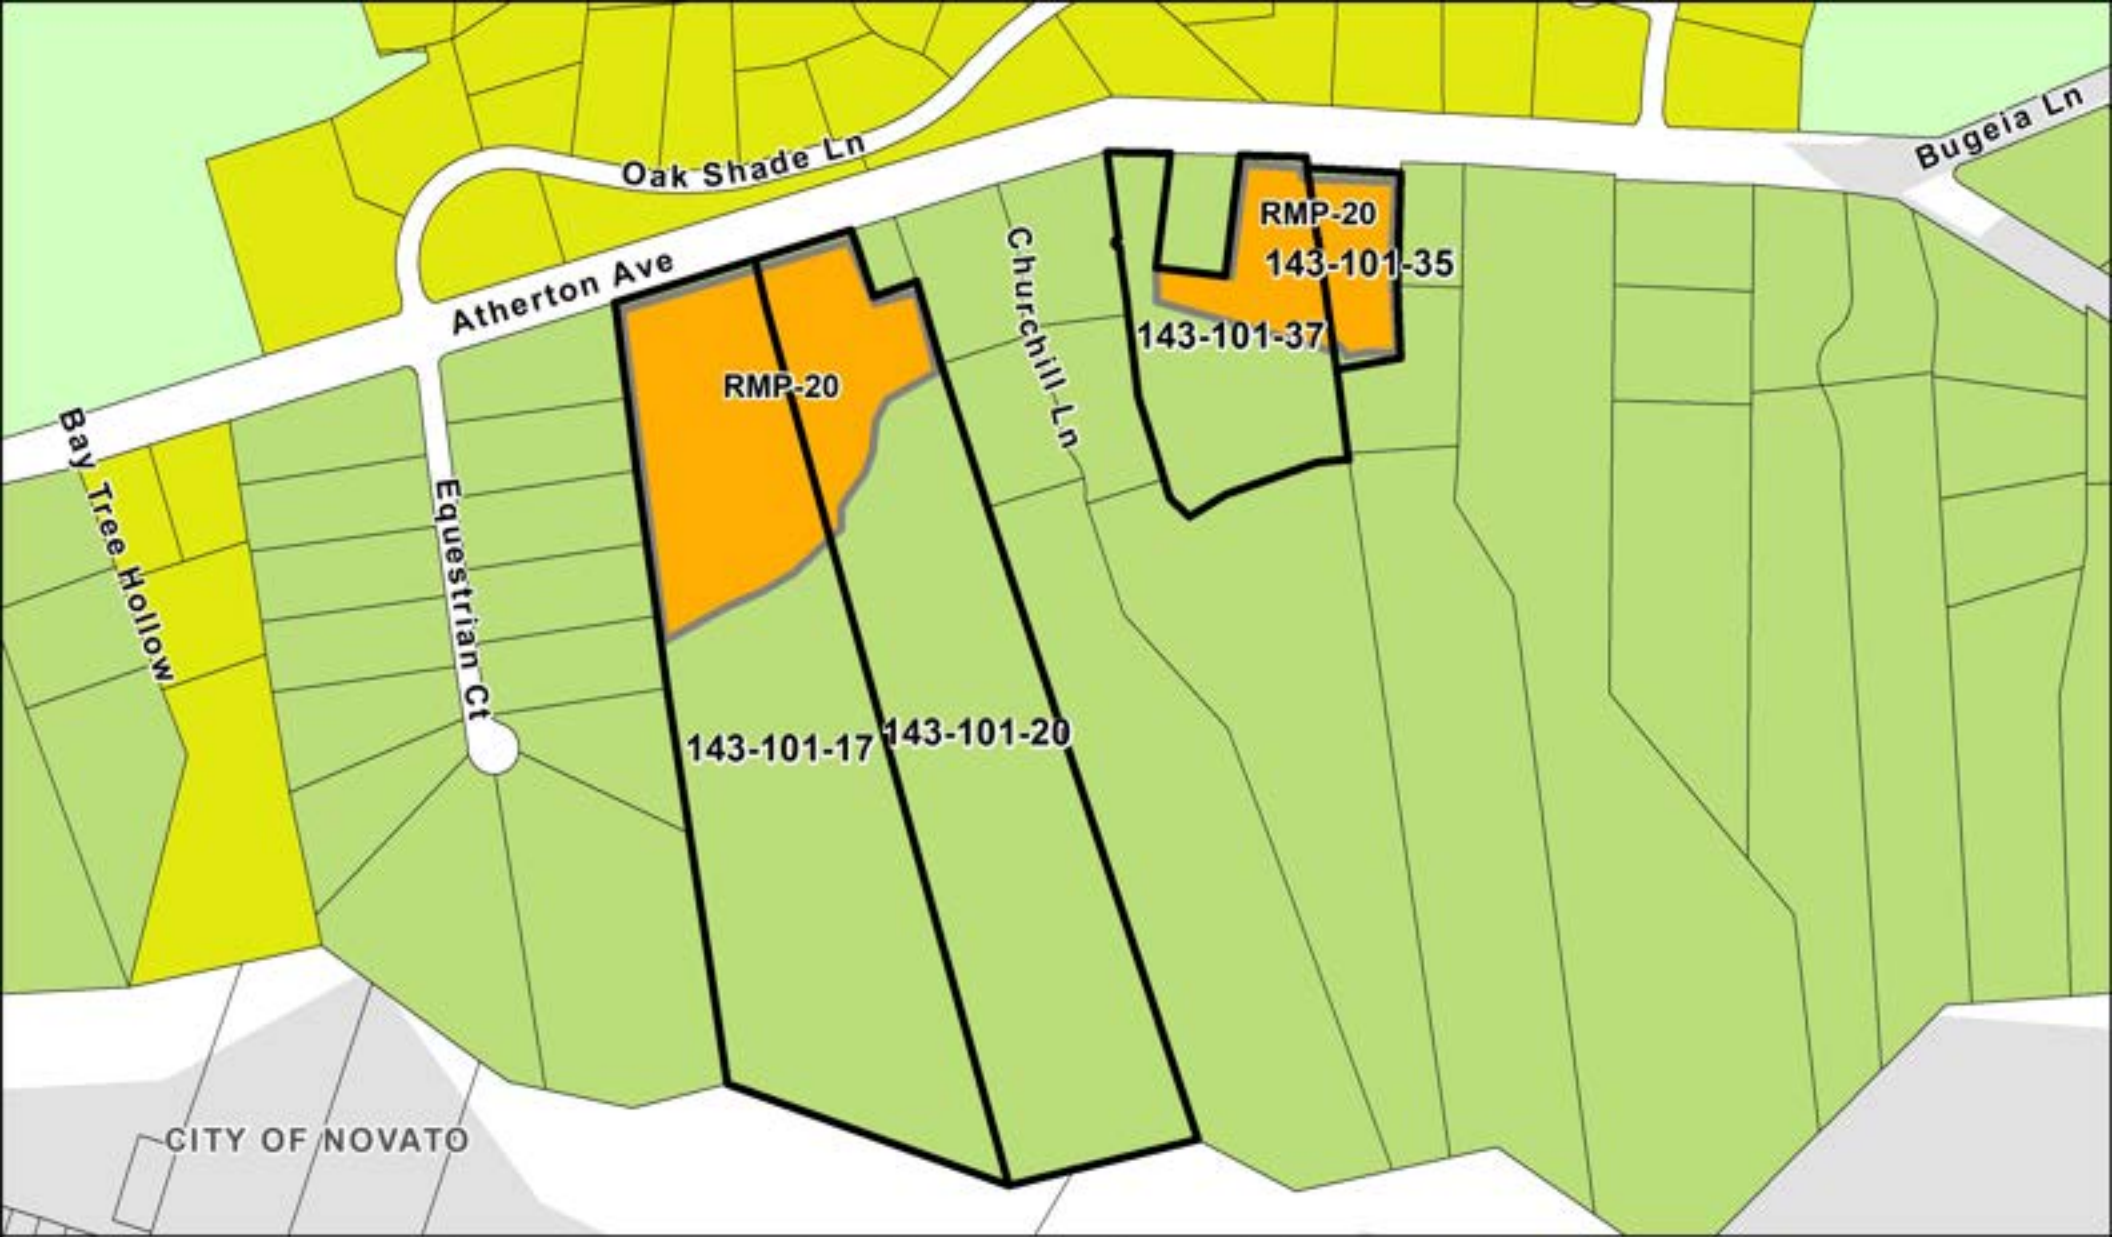 Bugeia Ln
Oak Shade Ln
RMP-20
143-101-35
Atherton Ave
Churchill Ln
143-101-37
RMP-20
Bay Tree Hollow
Equestrian Ct
143-101-17
143-101-20
CITY OF NOVATO